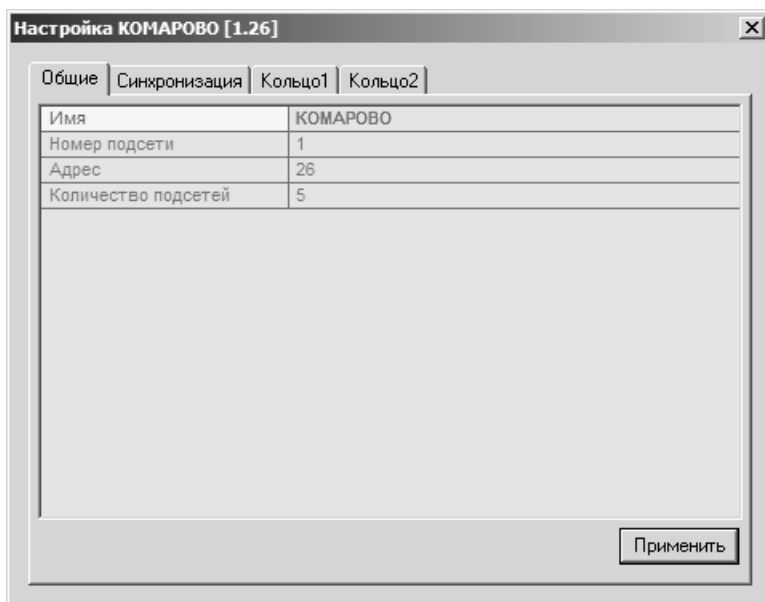 Настройка КОМАРОВО [1.26]
Общие Синхронизация Кольцо1 Кольцо2
Имя КОМАРОВО
Номер подсети 1
Адрес 26
Количество подсетей 5
Применить